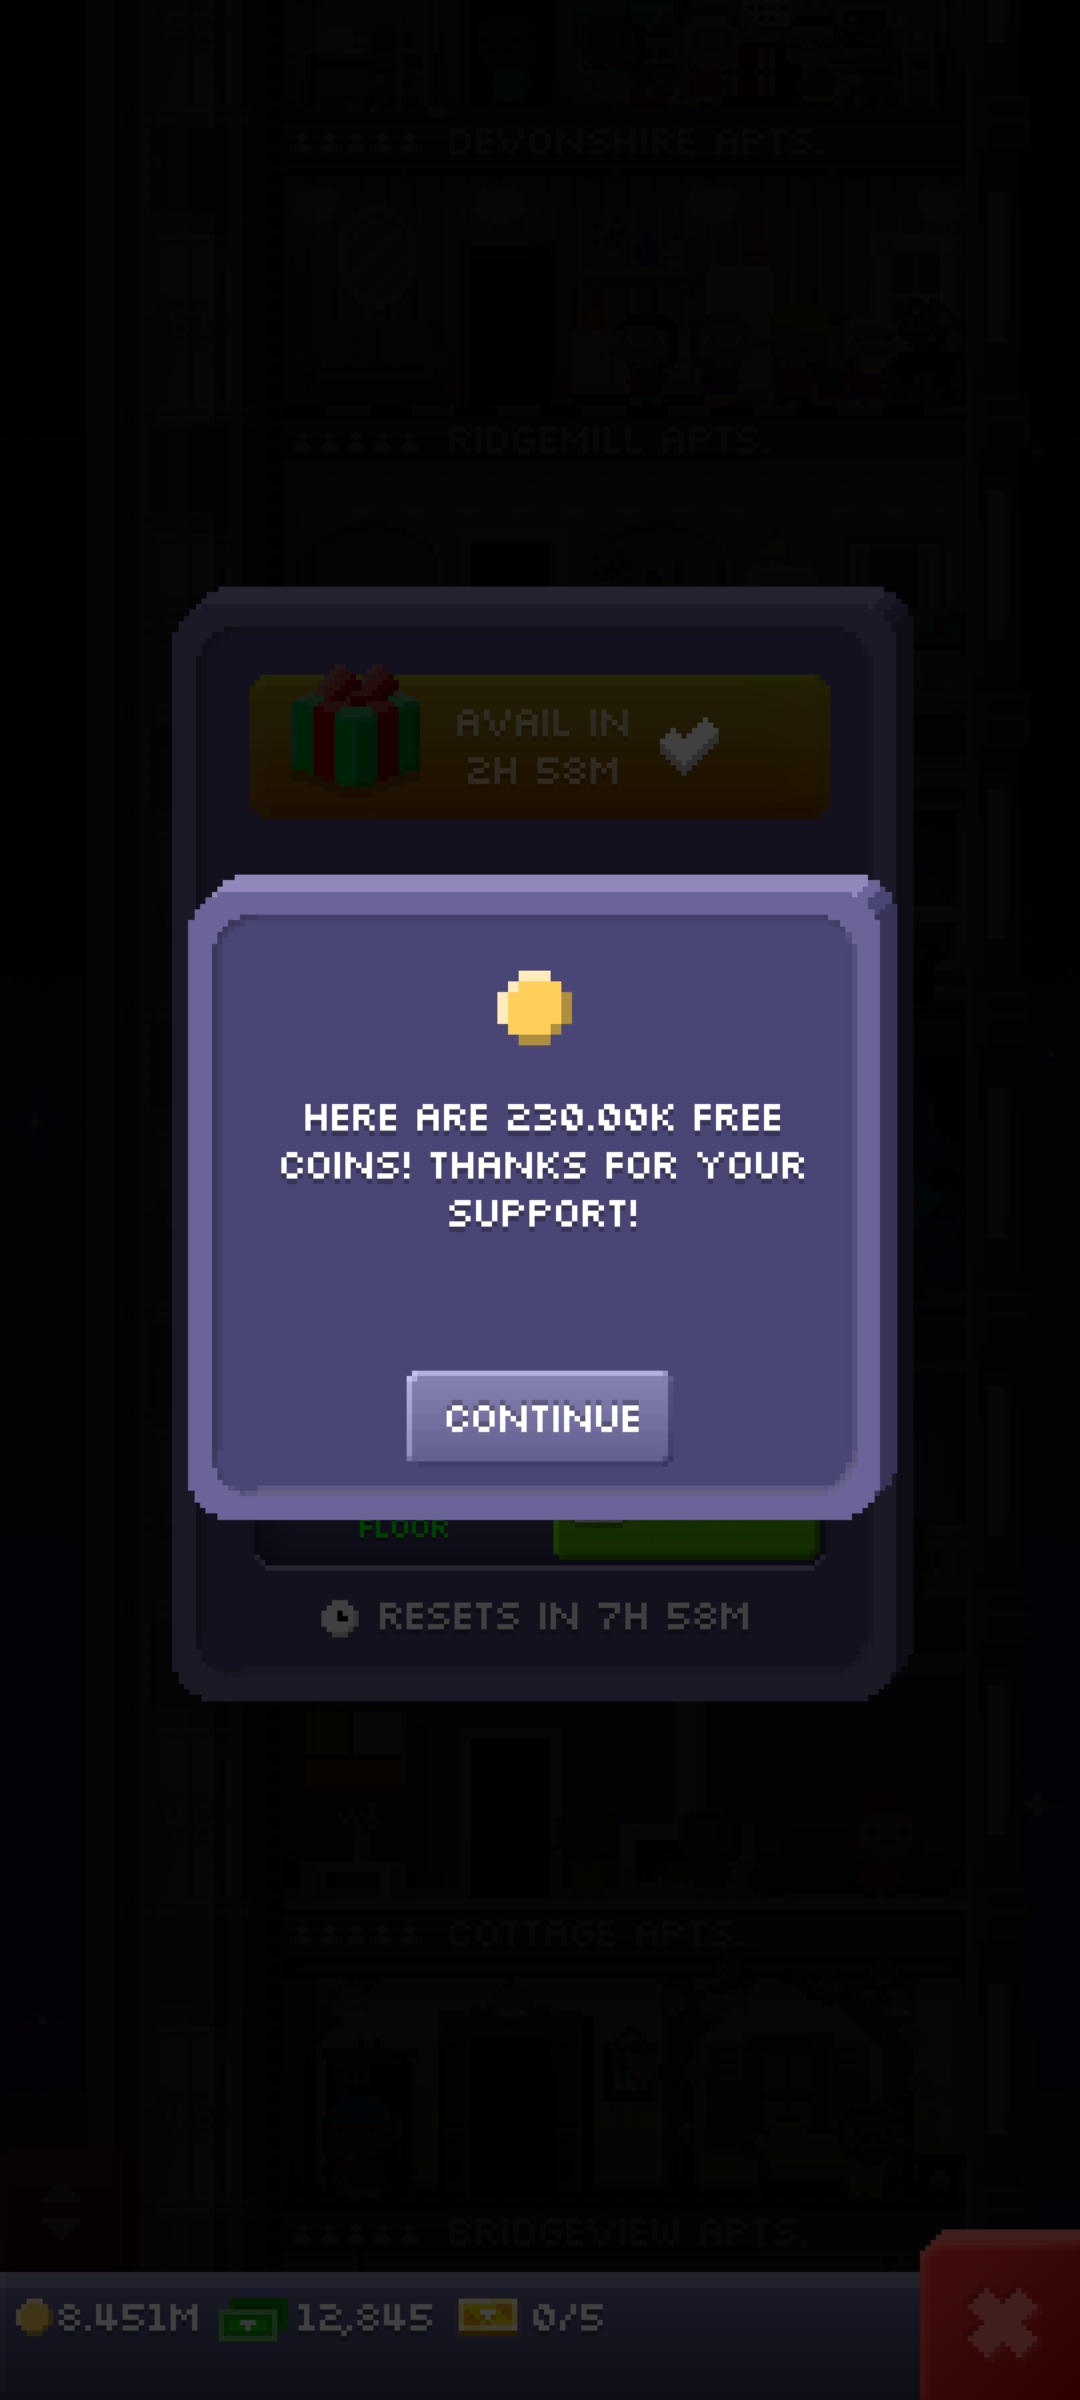 DEVONSHIRE APTS.
RIDGEMILL APTS.
AVAIL IN
2H 58M
HERE ARE 230.00K FREE
COINS! THANKS FOR YOUR
SUPPORT!
CONTINUE
FLOOR
RESETS IN 7H 58M
COTTAGE APTS.
BRIDGEVIEW APTS.
8.451M 12,845 0/5